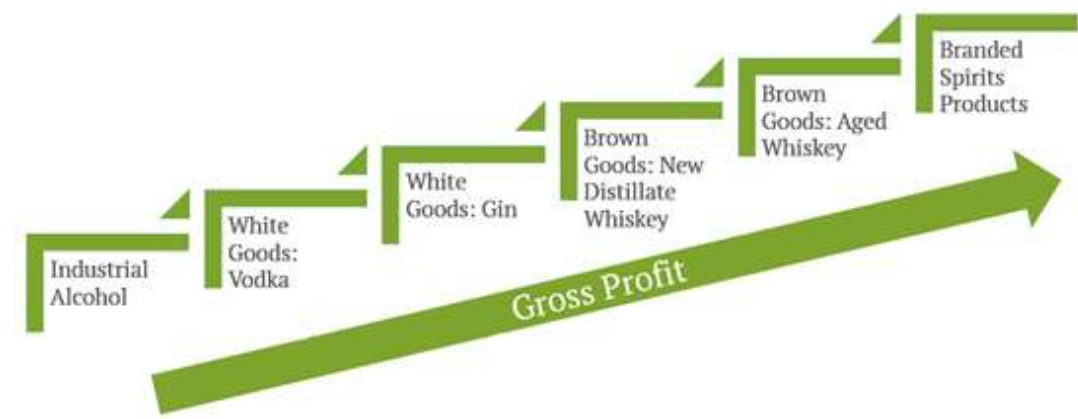 Industrial
Alcohol
White
Goods:
Vodka
White
Goods: Gin
Brown
Goods: New
Distillate
Whiskey
Brown
Goods: Aged
Whiskey
Branded
Spirits
Products
Gross Profit